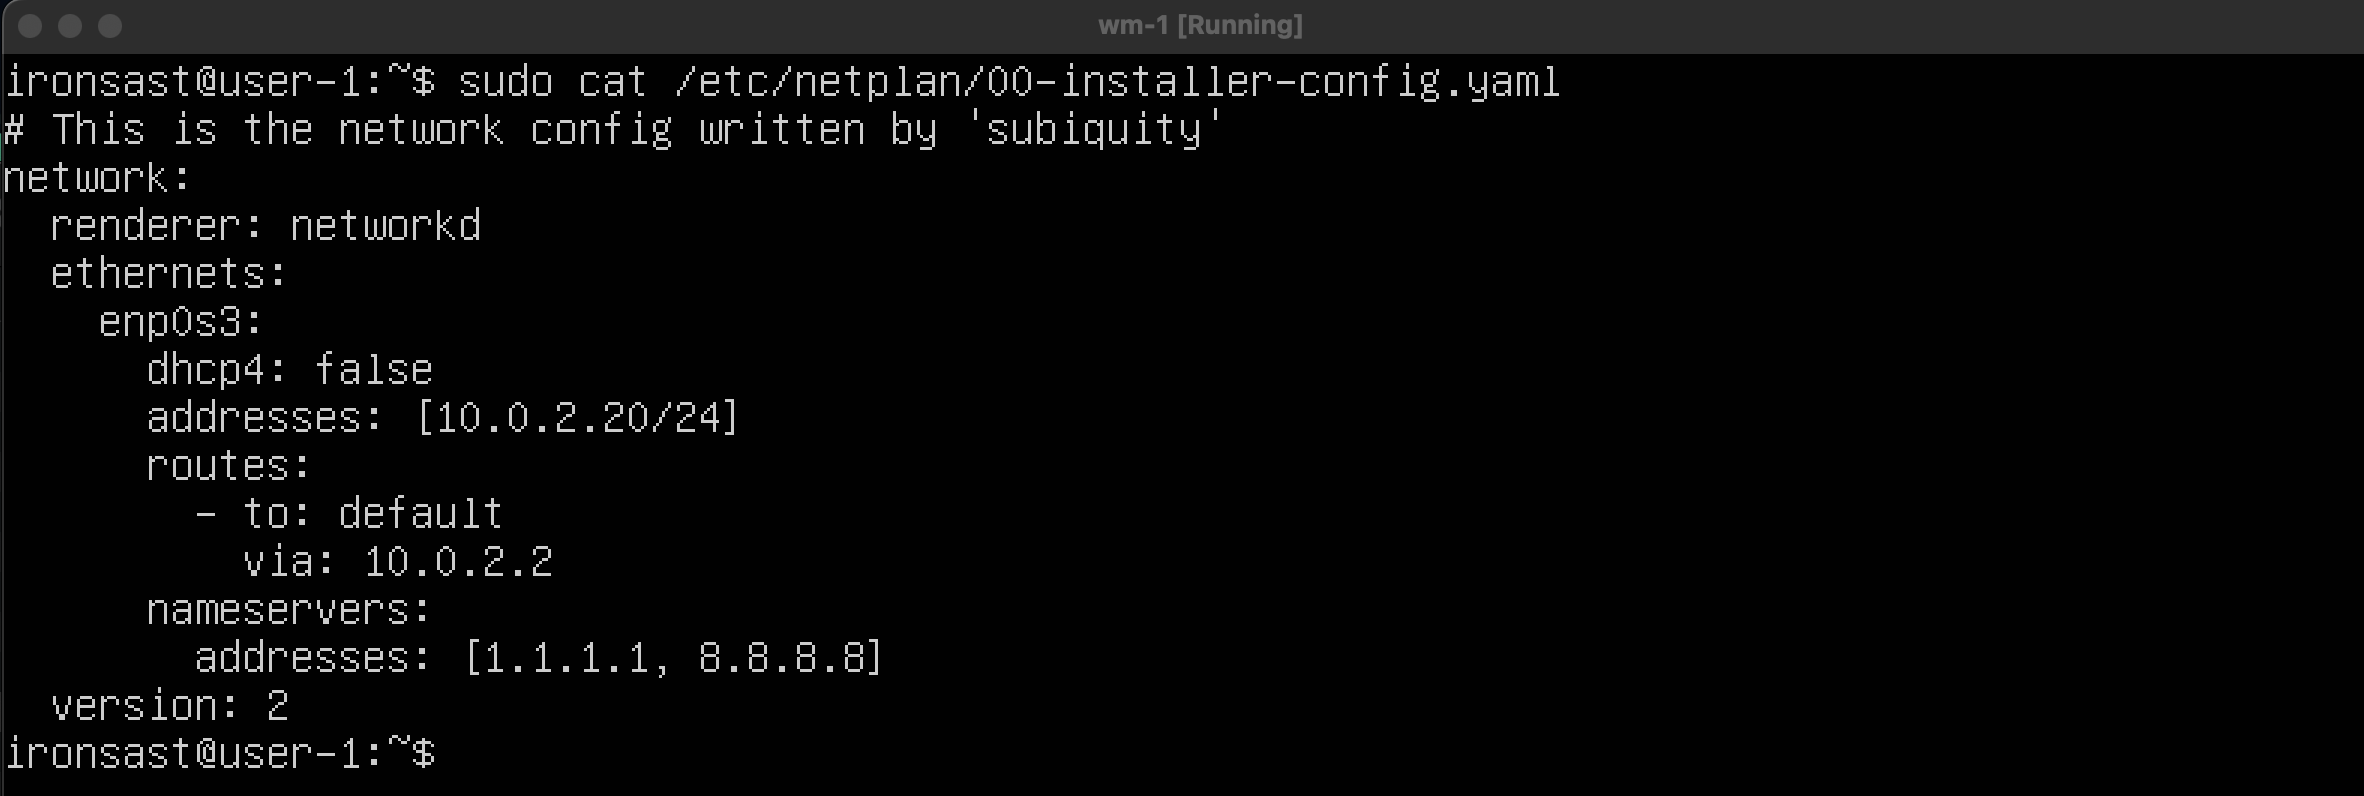 wm-1 [Running]
ironsast@user-1:~$ sudo cat /etc/netplan/00-installer-config.yaml
# This is the network config written by 'subiquity'
network:
  renderer: networkd
  ethernets:
    enp0s3:
      dhcp4: false
      addresses: [10.0.2.20/24]
      routes:
        - to: default
          via: 10.0.2.2
      nameservers:
        addresses: [1.1.1.1, 8.8.8.8]
  version: 2
ironsast@user-1:~$